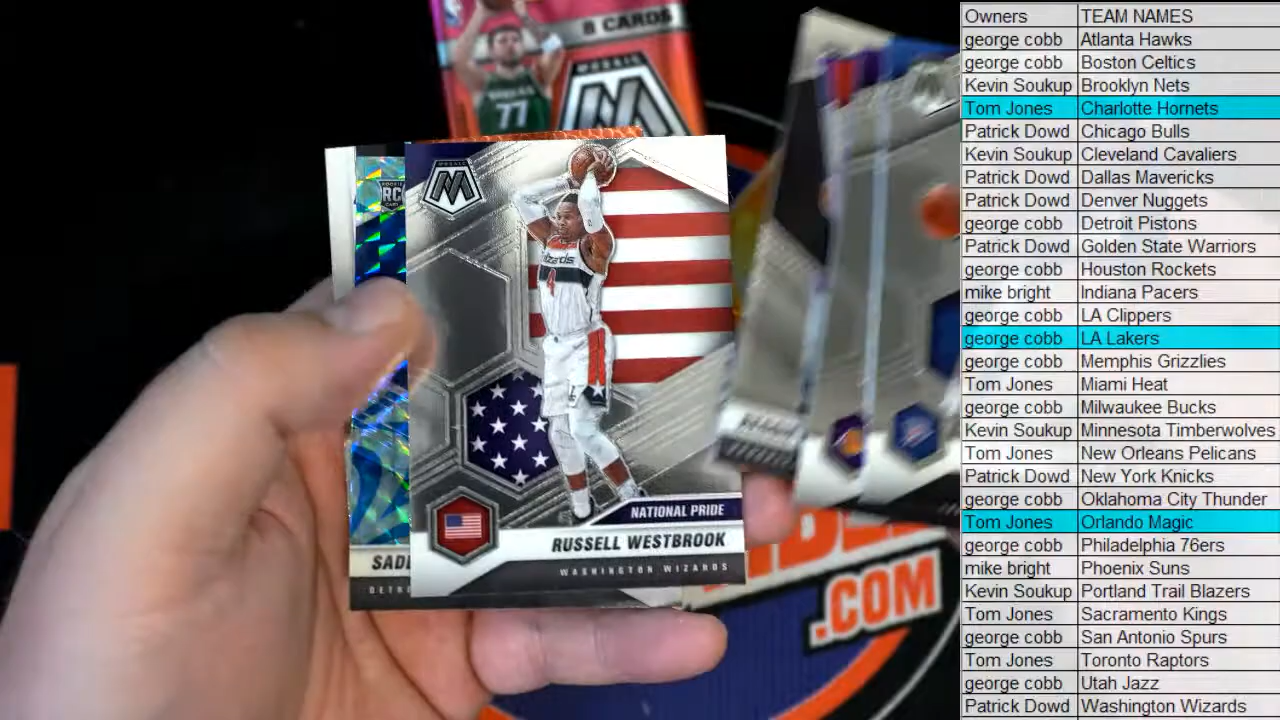 8 CARDS
MOSAIC
77
MOSAIC
RC
4
NATIONAL PRIDE
RUSSELL WESTBROOK
WASHINGTON WIZARDS
SAD
DETR
.COM
Owners TEAM NAMES
george cobb Atlanta Hawks
george cobb Boston Celtics
Kevin Soukup Brooklyn Nets
Tom Jones Charlotte Hornets
Patrick Dowd Chicago Bulls
Kevin Soukup Cleveland Cavaliers
Patrick Dowd Dallas Mavericks
Patrick Dowd Denver Nuggets
george cobb Detroit Pistons
Patrick Dowd Golden State Warriors
george cobb Houston Rockets
mike bright Indiana Pacers
george cobb LA Clippers
george cobb LA Lakers
george cobb Memphis Grizzlies
Tom Jones Miami Heat
george cobb Milwaukee Bucks
Kevin Soukup Minnesota Timberwolves
Tom Jones New Orleans Pelicans
Patrick Dowd New York Knicks
george cobb Oklahoma City Thunder
Tom Jones Orlando Magic
george cobb Philadelphia 76ers
mike bright Phoenix Suns
Kevin Soukup Portland Trail Blazers
Tom Jones Sacramento Kings
george cobb San Antonio Spurs
Tom Jones Toronto Raptors
george cobb Utah Jazz
Patrick Dowd Washington Wizards